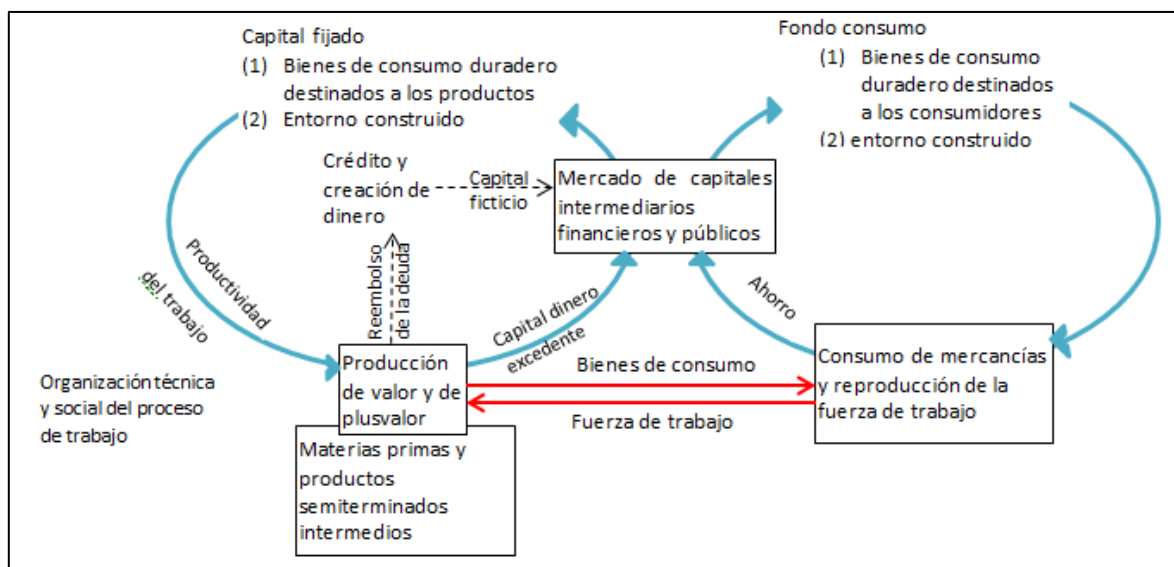 Capital fijado
(1) Bienes de consumo duradero
destinados a los productos
(2) Entorno construido
Fondo consumo
(1) Bienes de consumo
duradero destinados
a los consumidores
(2) entorno construido
Crédito y
creación de
dinero
Capital
ficticio
Mercado de capitales
intermediarios
financieros y públicos
Productividad
del trabajo
Reembolso
de la deuda
Capital dinero
excedente
Ahorro
Organización técnica
y social del proceso
de trabajo
Producción
de valor y de
plusvalor
Bienes de consumo
Fuerza de trabajo
Consumo de mercancías
y reproducción de la
fuerza de trabajo
Materias primas y
productos
semiterminados
intermedios